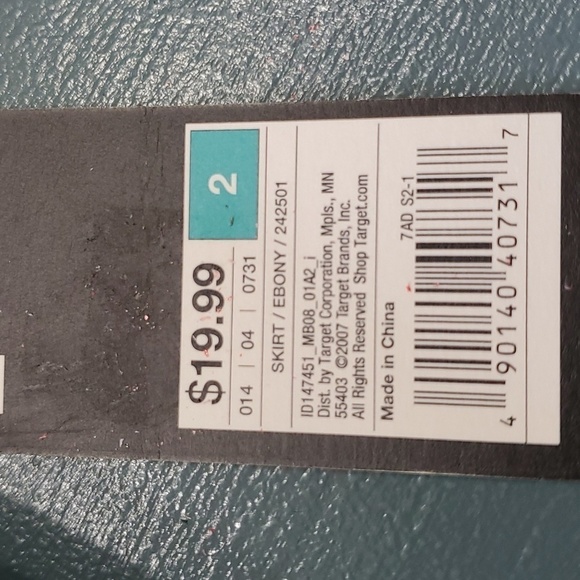 $19.99
2
014 | 04 | 0731
SKIRT / EBONY / 242501
ID147451_MB08_01A2_i
Dist. by Target Corporation, Mpls., MN
55403 ©2007 Target Brands, Inc.
All Rights Reserved Shop Target.com
Made in China
7AD S2-1
4 90140 40731 7